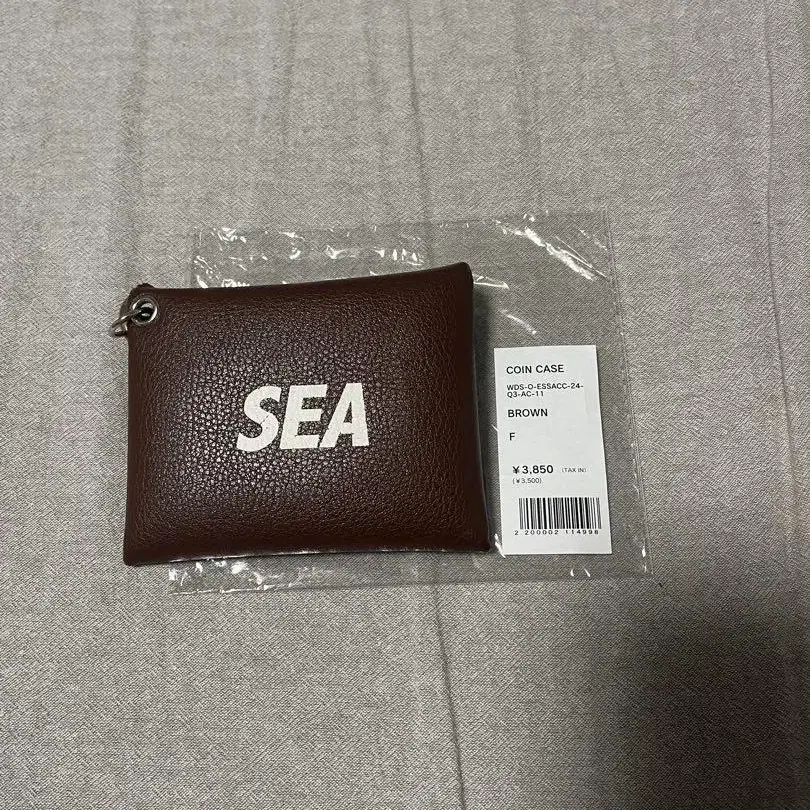 SEA
COIN CASE
WDS-O-ESSACC-24-
Q3-AC-11
BROWN
F
¥3,850 (TAX IN)
(¥3,500)
2 200002 114998